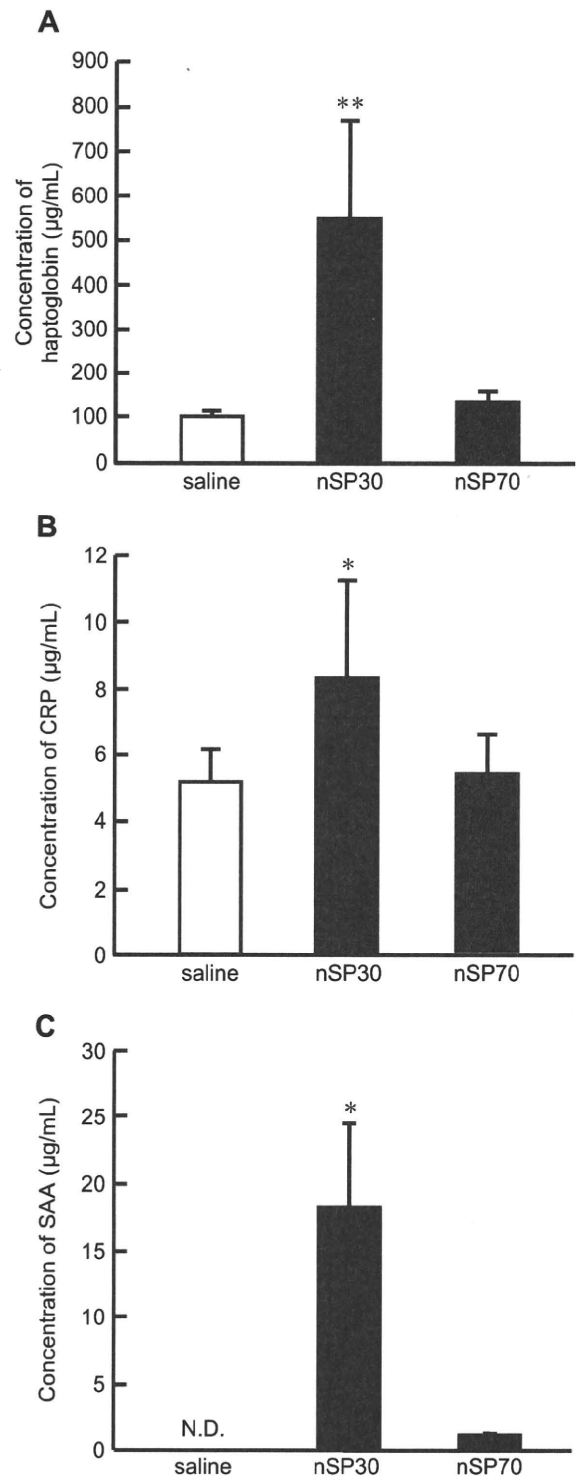 A
900
800
700
600
500
400
300
200
100
0
Concentration of
haptoglobin (µg/mL)
**
saline nSP30 nSP70
B
12
10
8
6
4
2
0
Concentration of CRP (µg/mL)
*
saline nSP30 nSP70
C
30
25
20
15
10
5
0
Concentration of SAA (µg/mL)
*
N.D.
saline nSP30 nSP70